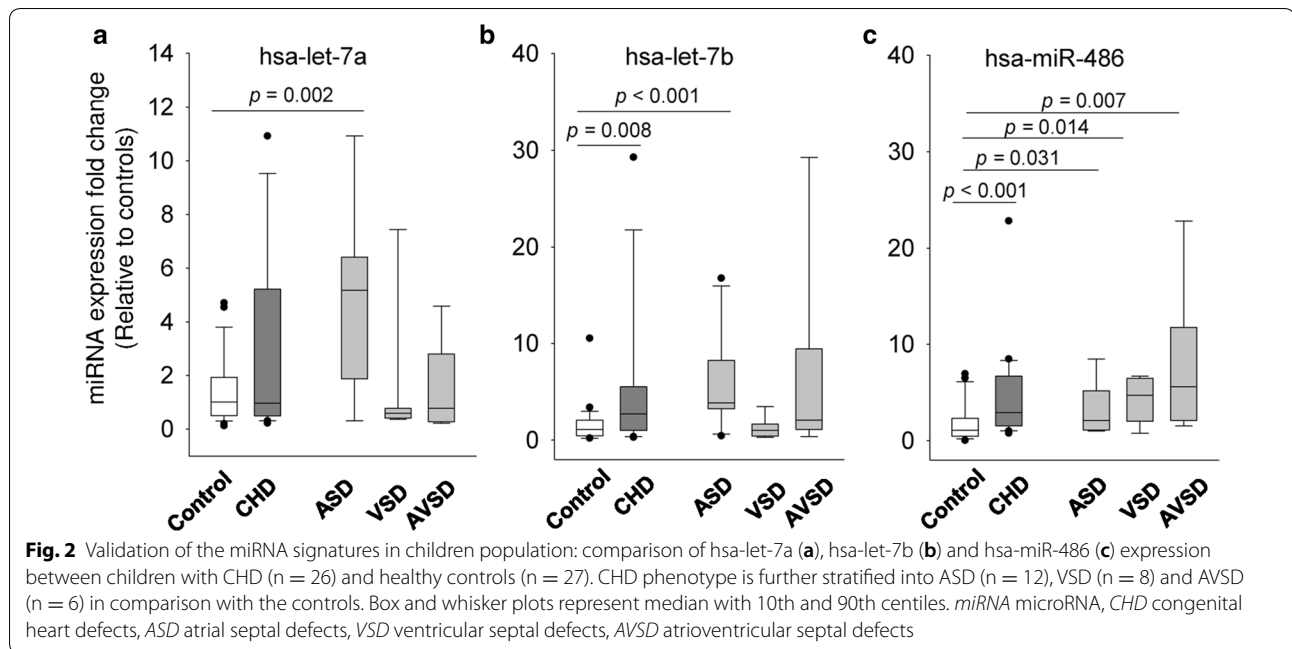 a
hsa-let-7a
14
12
10
8
6
4
2
0
miRNA expression fold change
(Relative to controls)
p = 0.002
Control
CHD
ASD
VSD
AVSD
b
hsa-let-7b
40
30
20
10
0
p < 0.001
p = 0.008
Control
CHD
ASD
VSD
AVSD
c
hsa-miR-486
40
30
20
10
0
p = 0.007
p = 0.014
p = 0.031
p < 0.001
Control
CHD
ASD
VSD
AVSD
Fig. 2 Validation of the miRNA signatures in children population: comparison of hsa-let-7a (a), hsa-let-7b (b) and hsa-miR-486 (c) expression
between children with CHD (n = 26) and healthy controls (n = 27). CHD phenotype is further stratified into ASD (n = 12), VSD (n = 8) and AVSD
(n = 6) in comparison with the controls. Box and whisker plots represent median with 10th and 90th centiles. miRNA microRNA, CHD congenital
heart defects, ASD atrial septal defects, VSD ventricular septal defects, AVSD atrioventricular septal defects